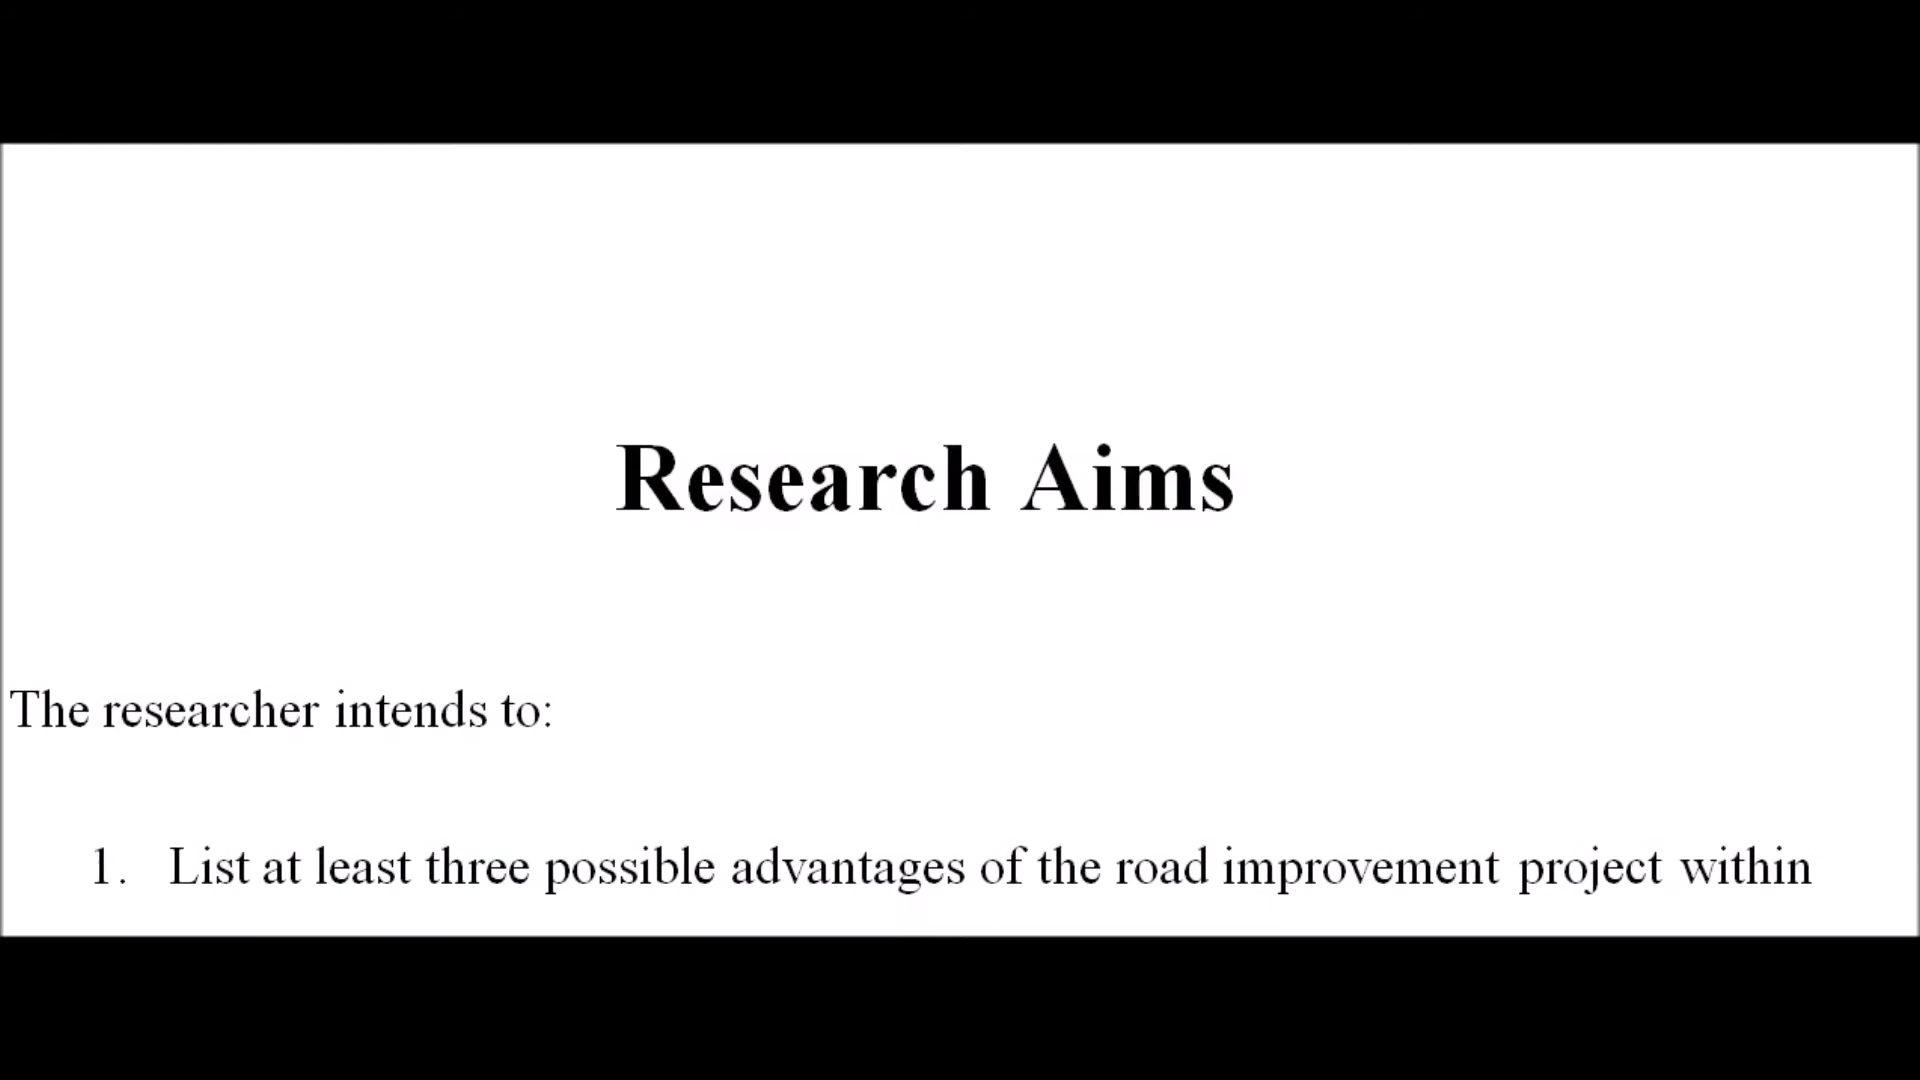 Research Aims
The researcher intends to:
1. List at least three possible advantages of the road improvement project within